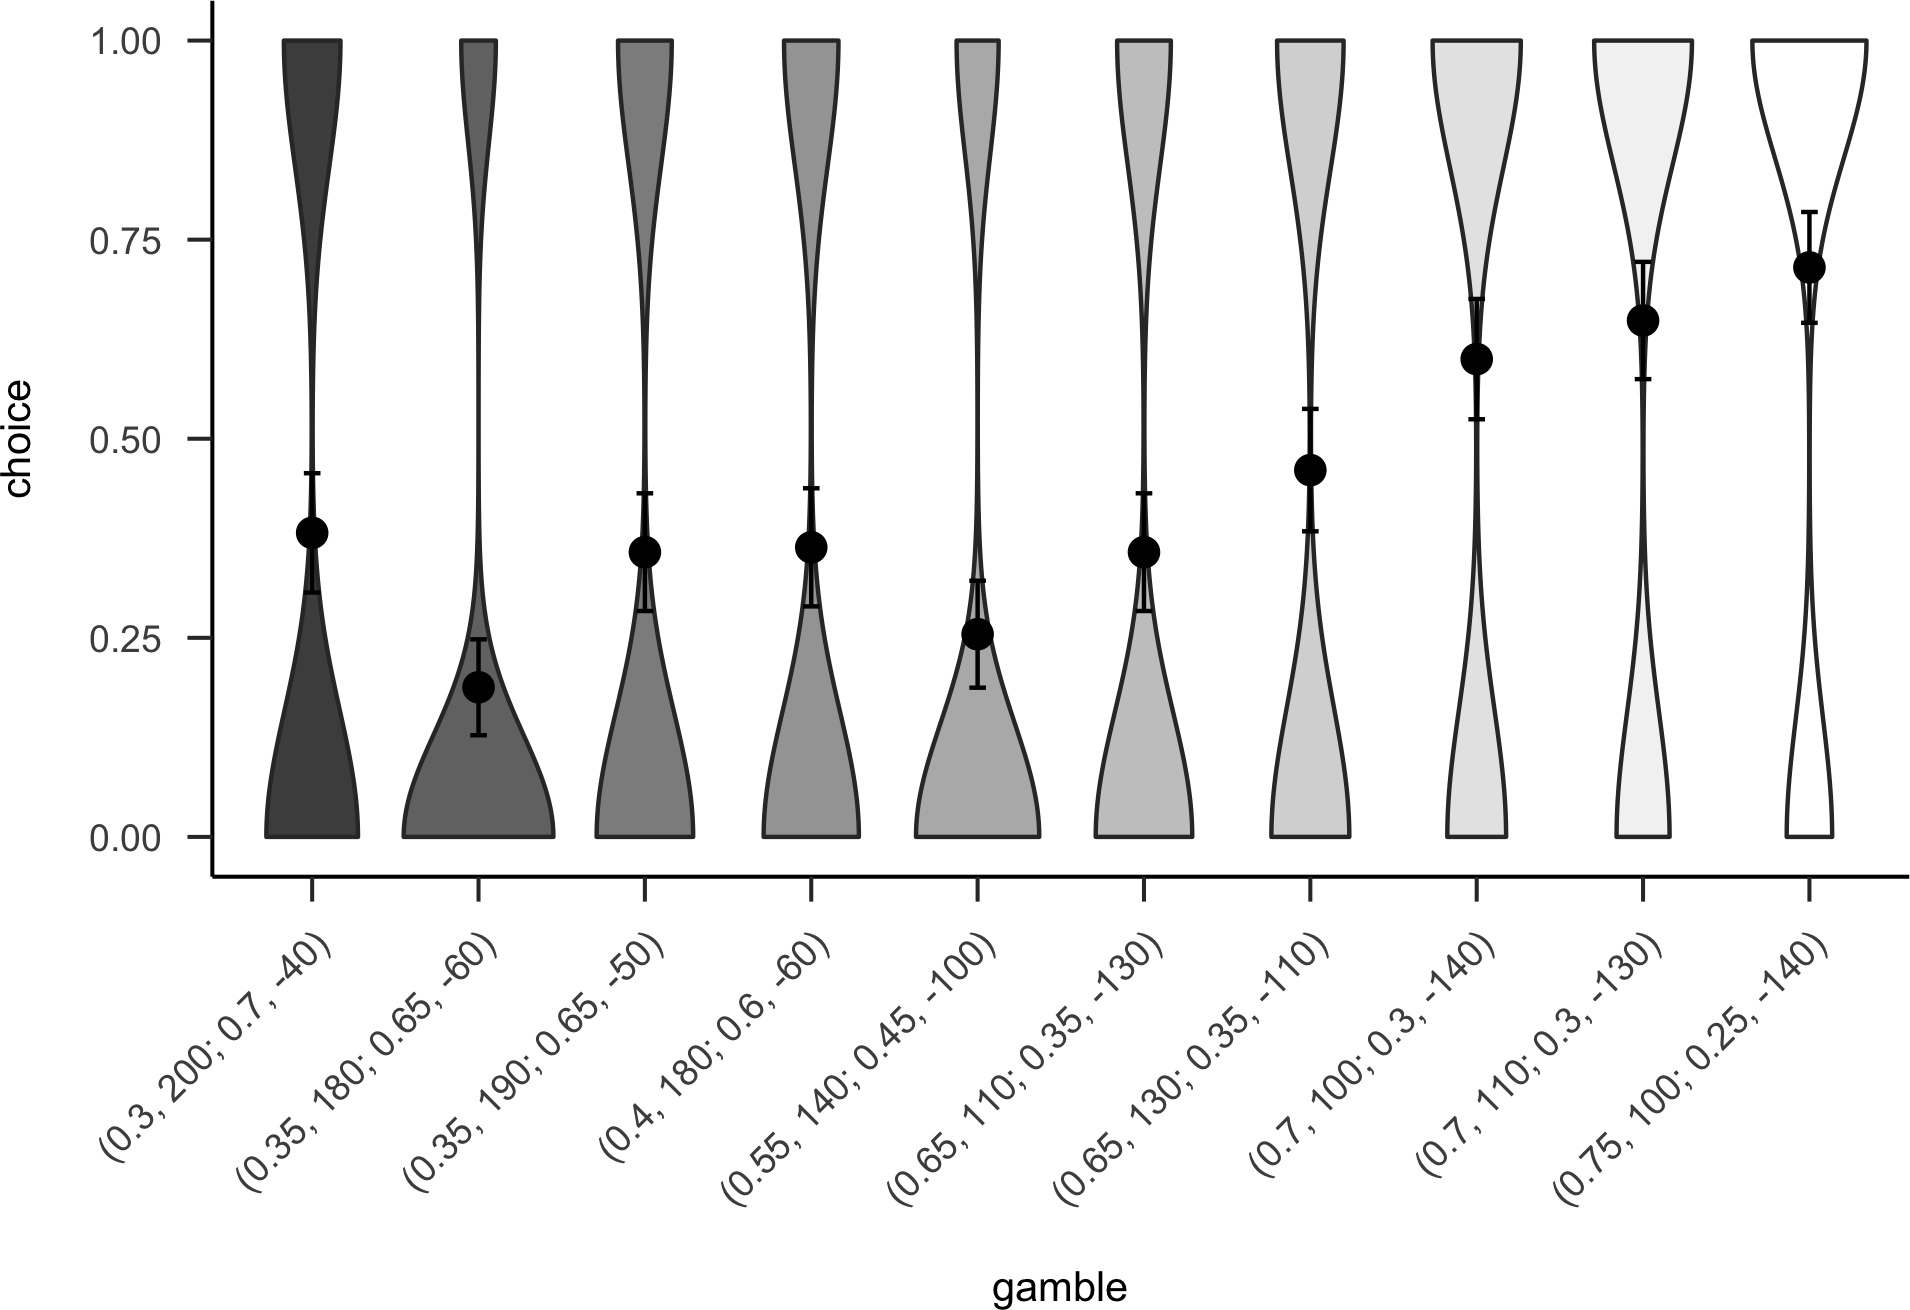 1.00
0.75
0.50
0.25
0.00
choice
(0.3, 200; 0.7, -40)
(0.35, 180; 0.65, -60)
(0.35, 190; 0.65, -50)
(0.4, 180; 0.6, -60)
(0.55, 140; 0.45, -100)
(0.65, 110; 0.35, -130)
(0.65, 130; 0.35, -110)
(0.7, 100; 0.3, -140)
(0.7, 110; 0.3, -130)
(0.75, 100; 0.25, -140)
gamble